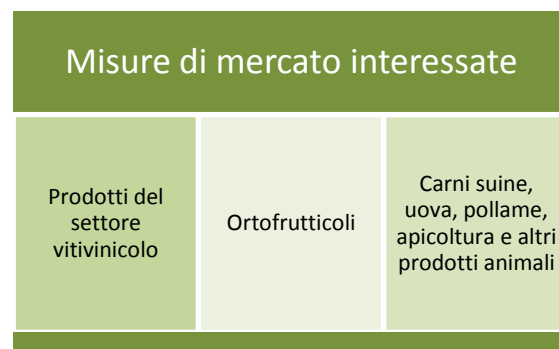 Misure di mercato interessate
Prodotti del
settore
vitivinicolo
Ortofrutticoli
Carni suine,
uova, pollame,
apicoltura e altri
prodotti animali